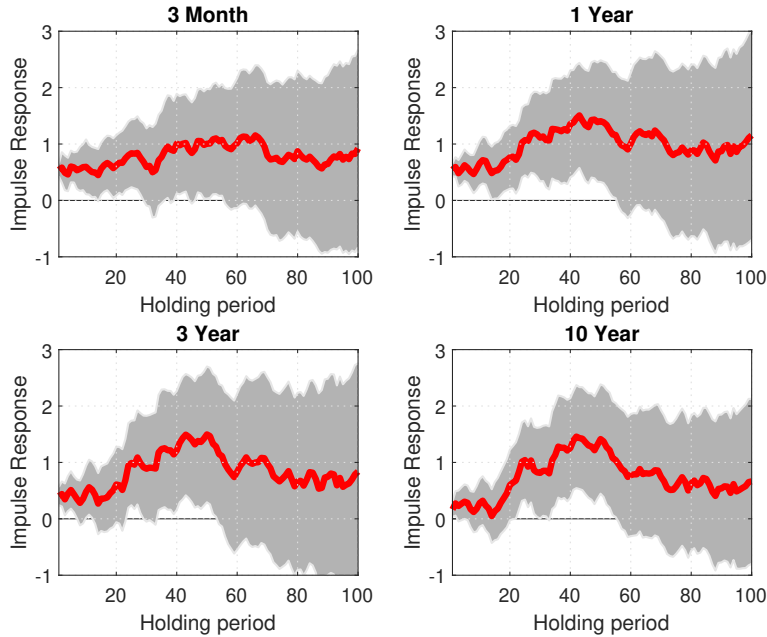 3 Month
3
2
1
0
-1
Impulse Response
20 40 60 80 100
Holding period
1 Year
3
2
1
0
-1
Impulse Response
20 40 60 80 100
Holding period
3 Year
3
2
1
0
-1
Impulse Response
20 40 60 80 100
Holding period
10 Year
3
2
1
0
-1
Impulse Response
20 40 60 80 100
Holding period